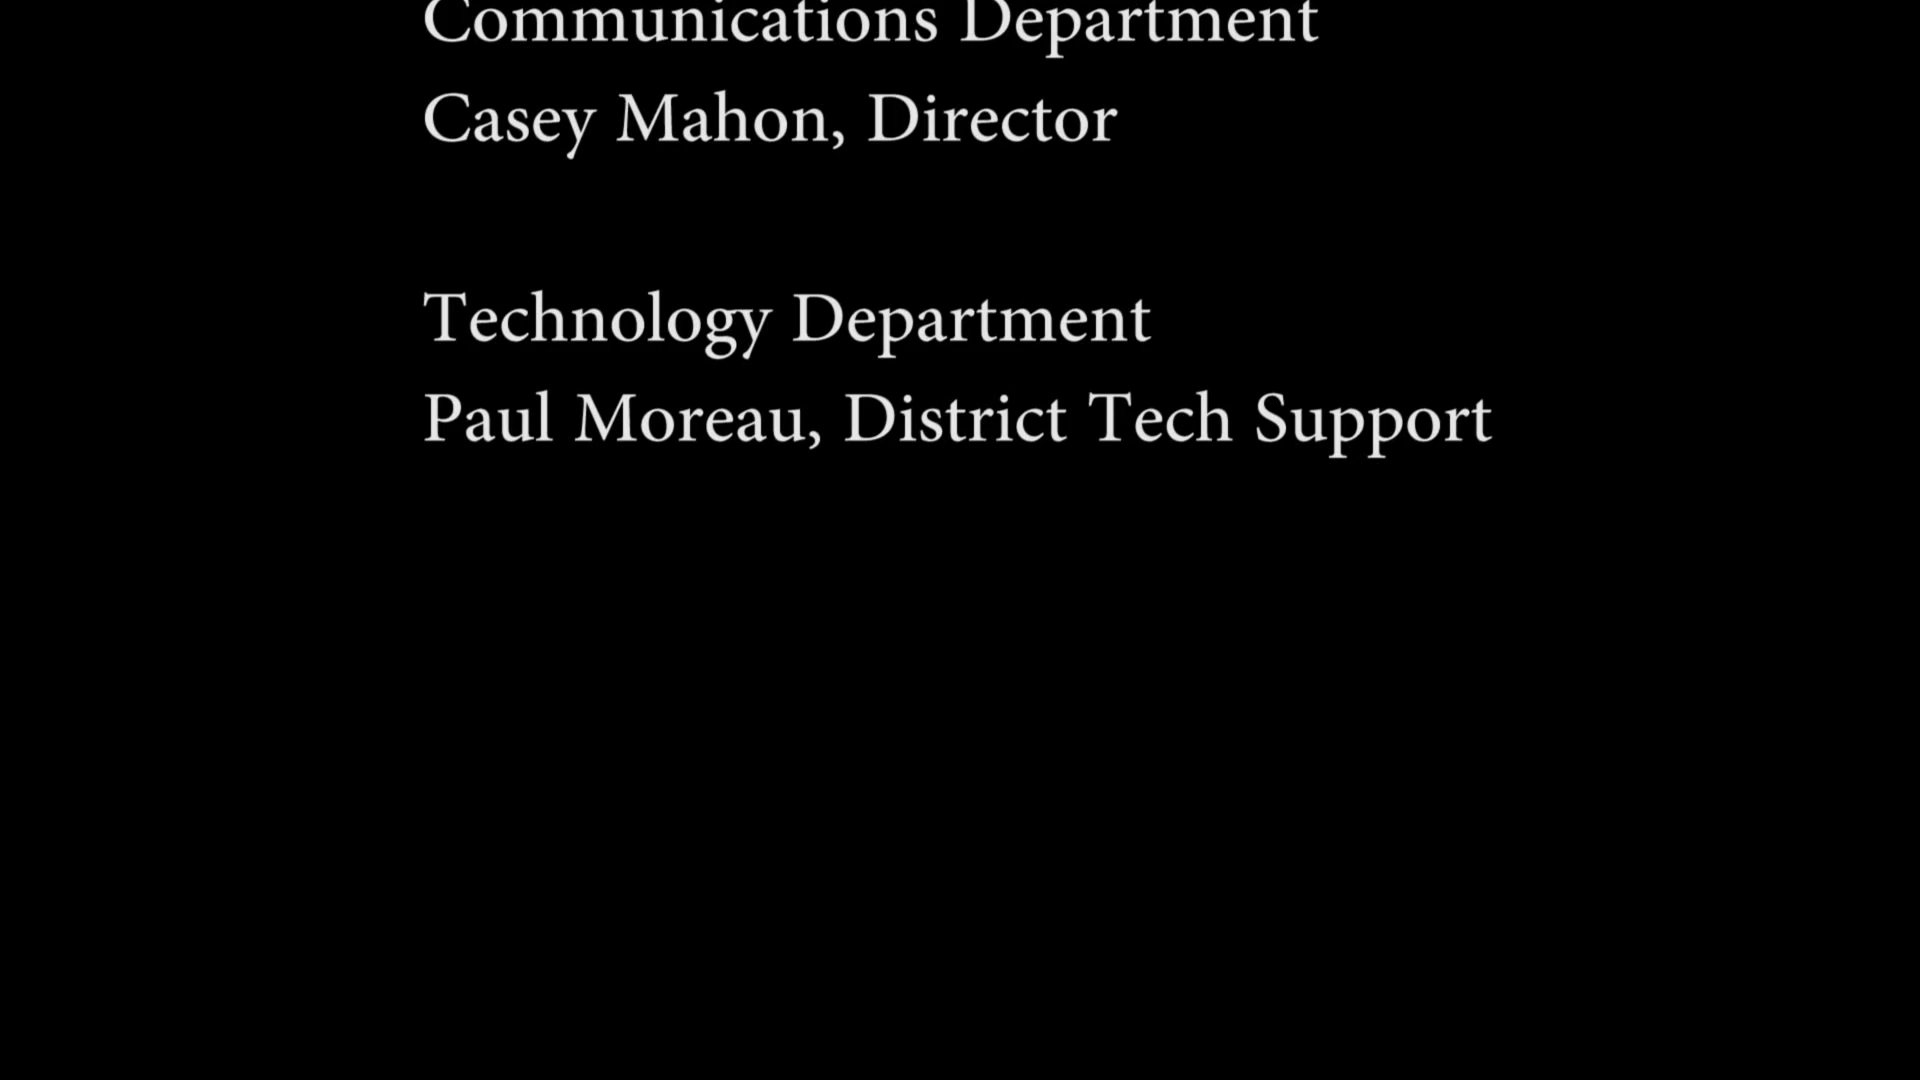 Communications Department
Casey Mahon, Director
Technology Department
Paul Moreau, District Tech Support